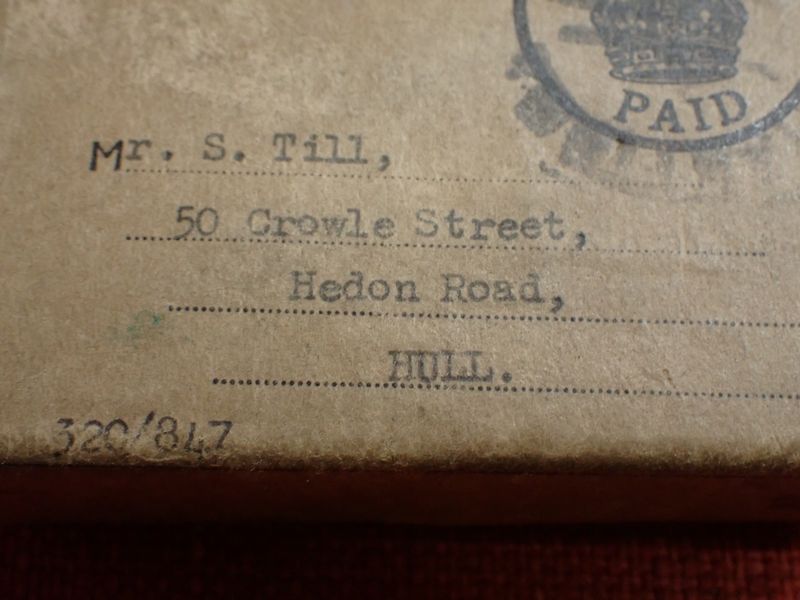 PAID
Mr. S. Till,
50 Crowle Street,
Hedon Road,
HULL.
320/847